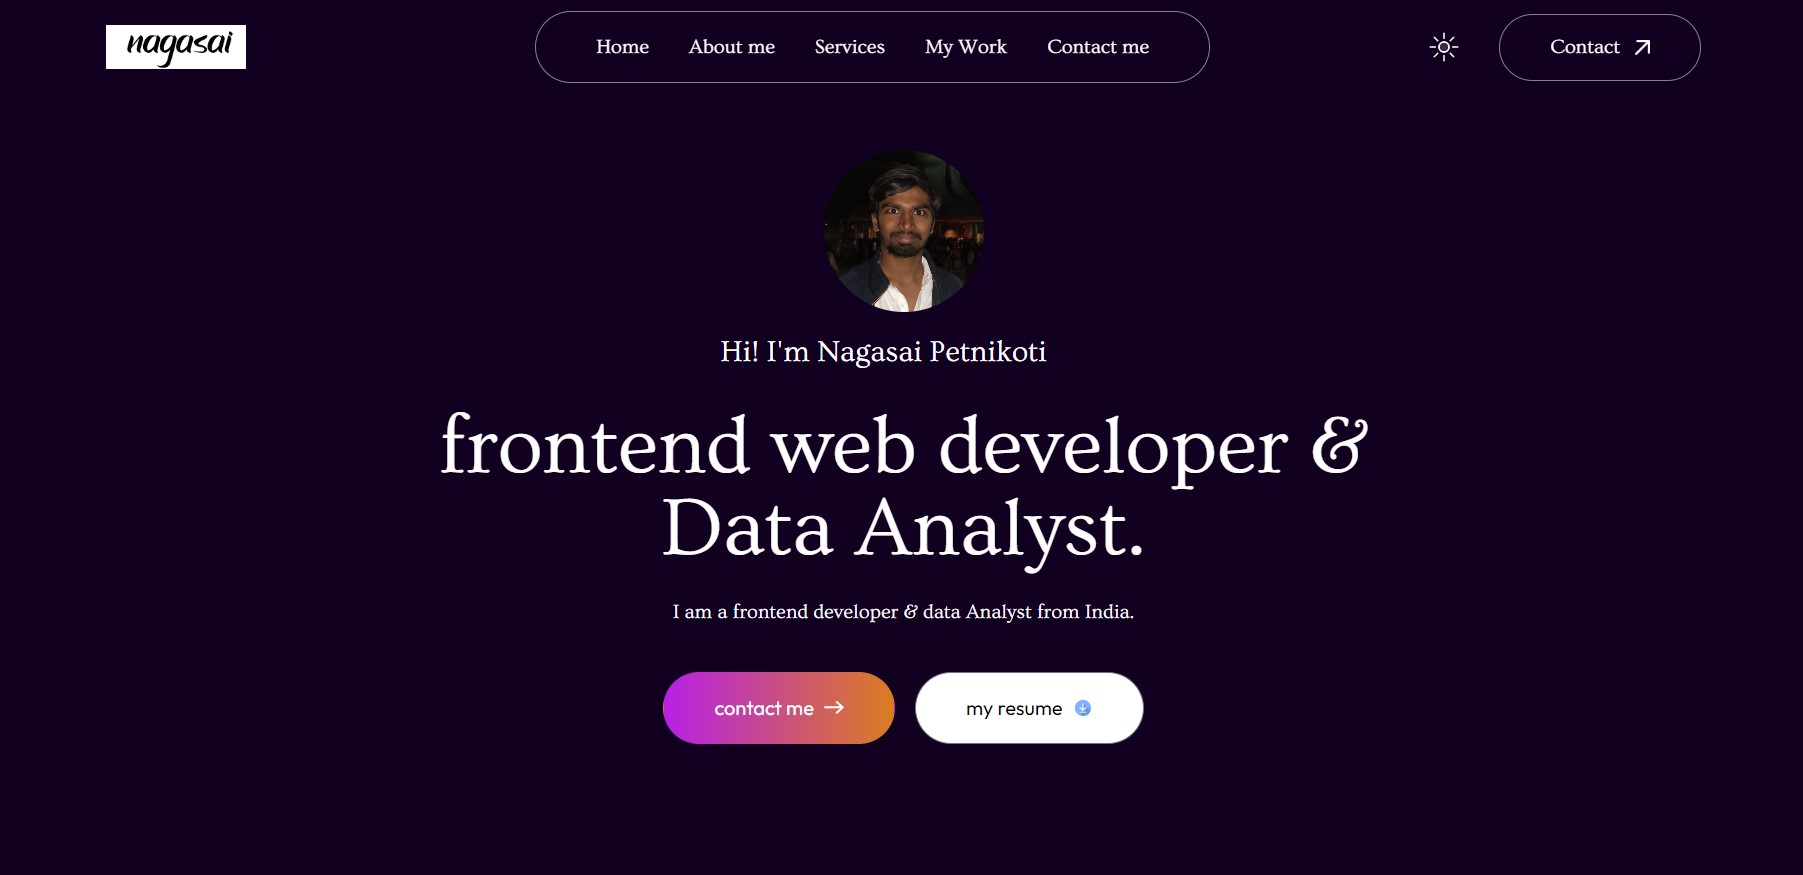 nagasai
Home About me Services My Work Contact me
Contact
Hi! I'm Nagasai Petnikoti
frontend web developer &
Data Analyst.
I am a frontend developer & data Analyst from India.
contact me
my resume